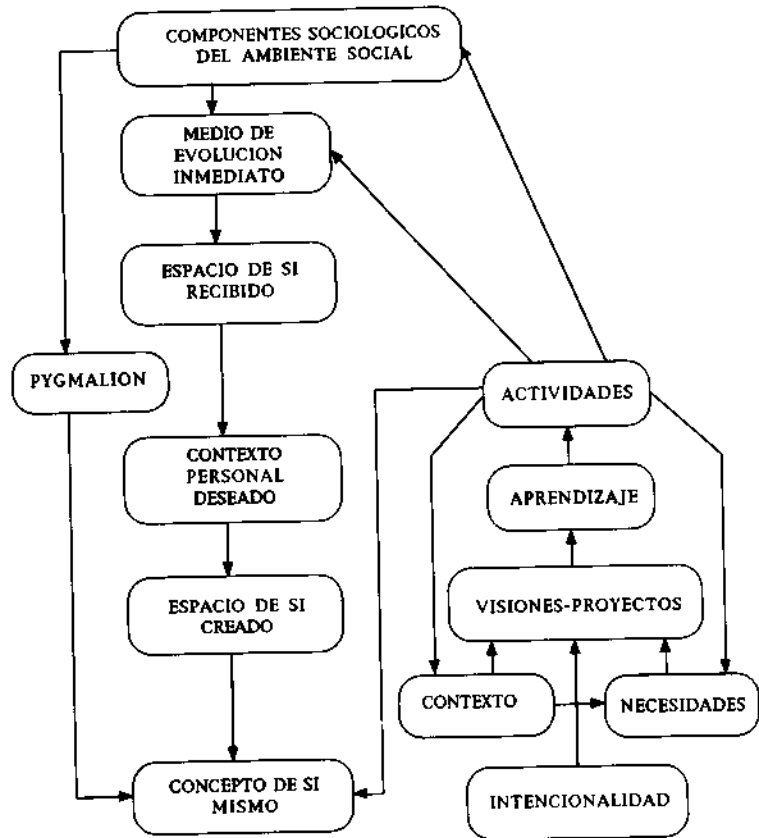 COMPONENTES SOCIOLOGICOS
DEL AMBIENTE SOCIAL
MEDIO DE
EVOLUCION
INMEDIATO
ESPACIO DE SI
RECIBIDO
PYGMALION
CONTEXTO
PERSONAL
DESEADO
ESPACIO DE SI
CREADO
CONCEPTO DE SI
MISMO
ACTIVIDADES
APRENDIZAJE
VISIONES-PROYECTOS
CONTEXTO
NECESIDADES
INTENCIONALIDAD